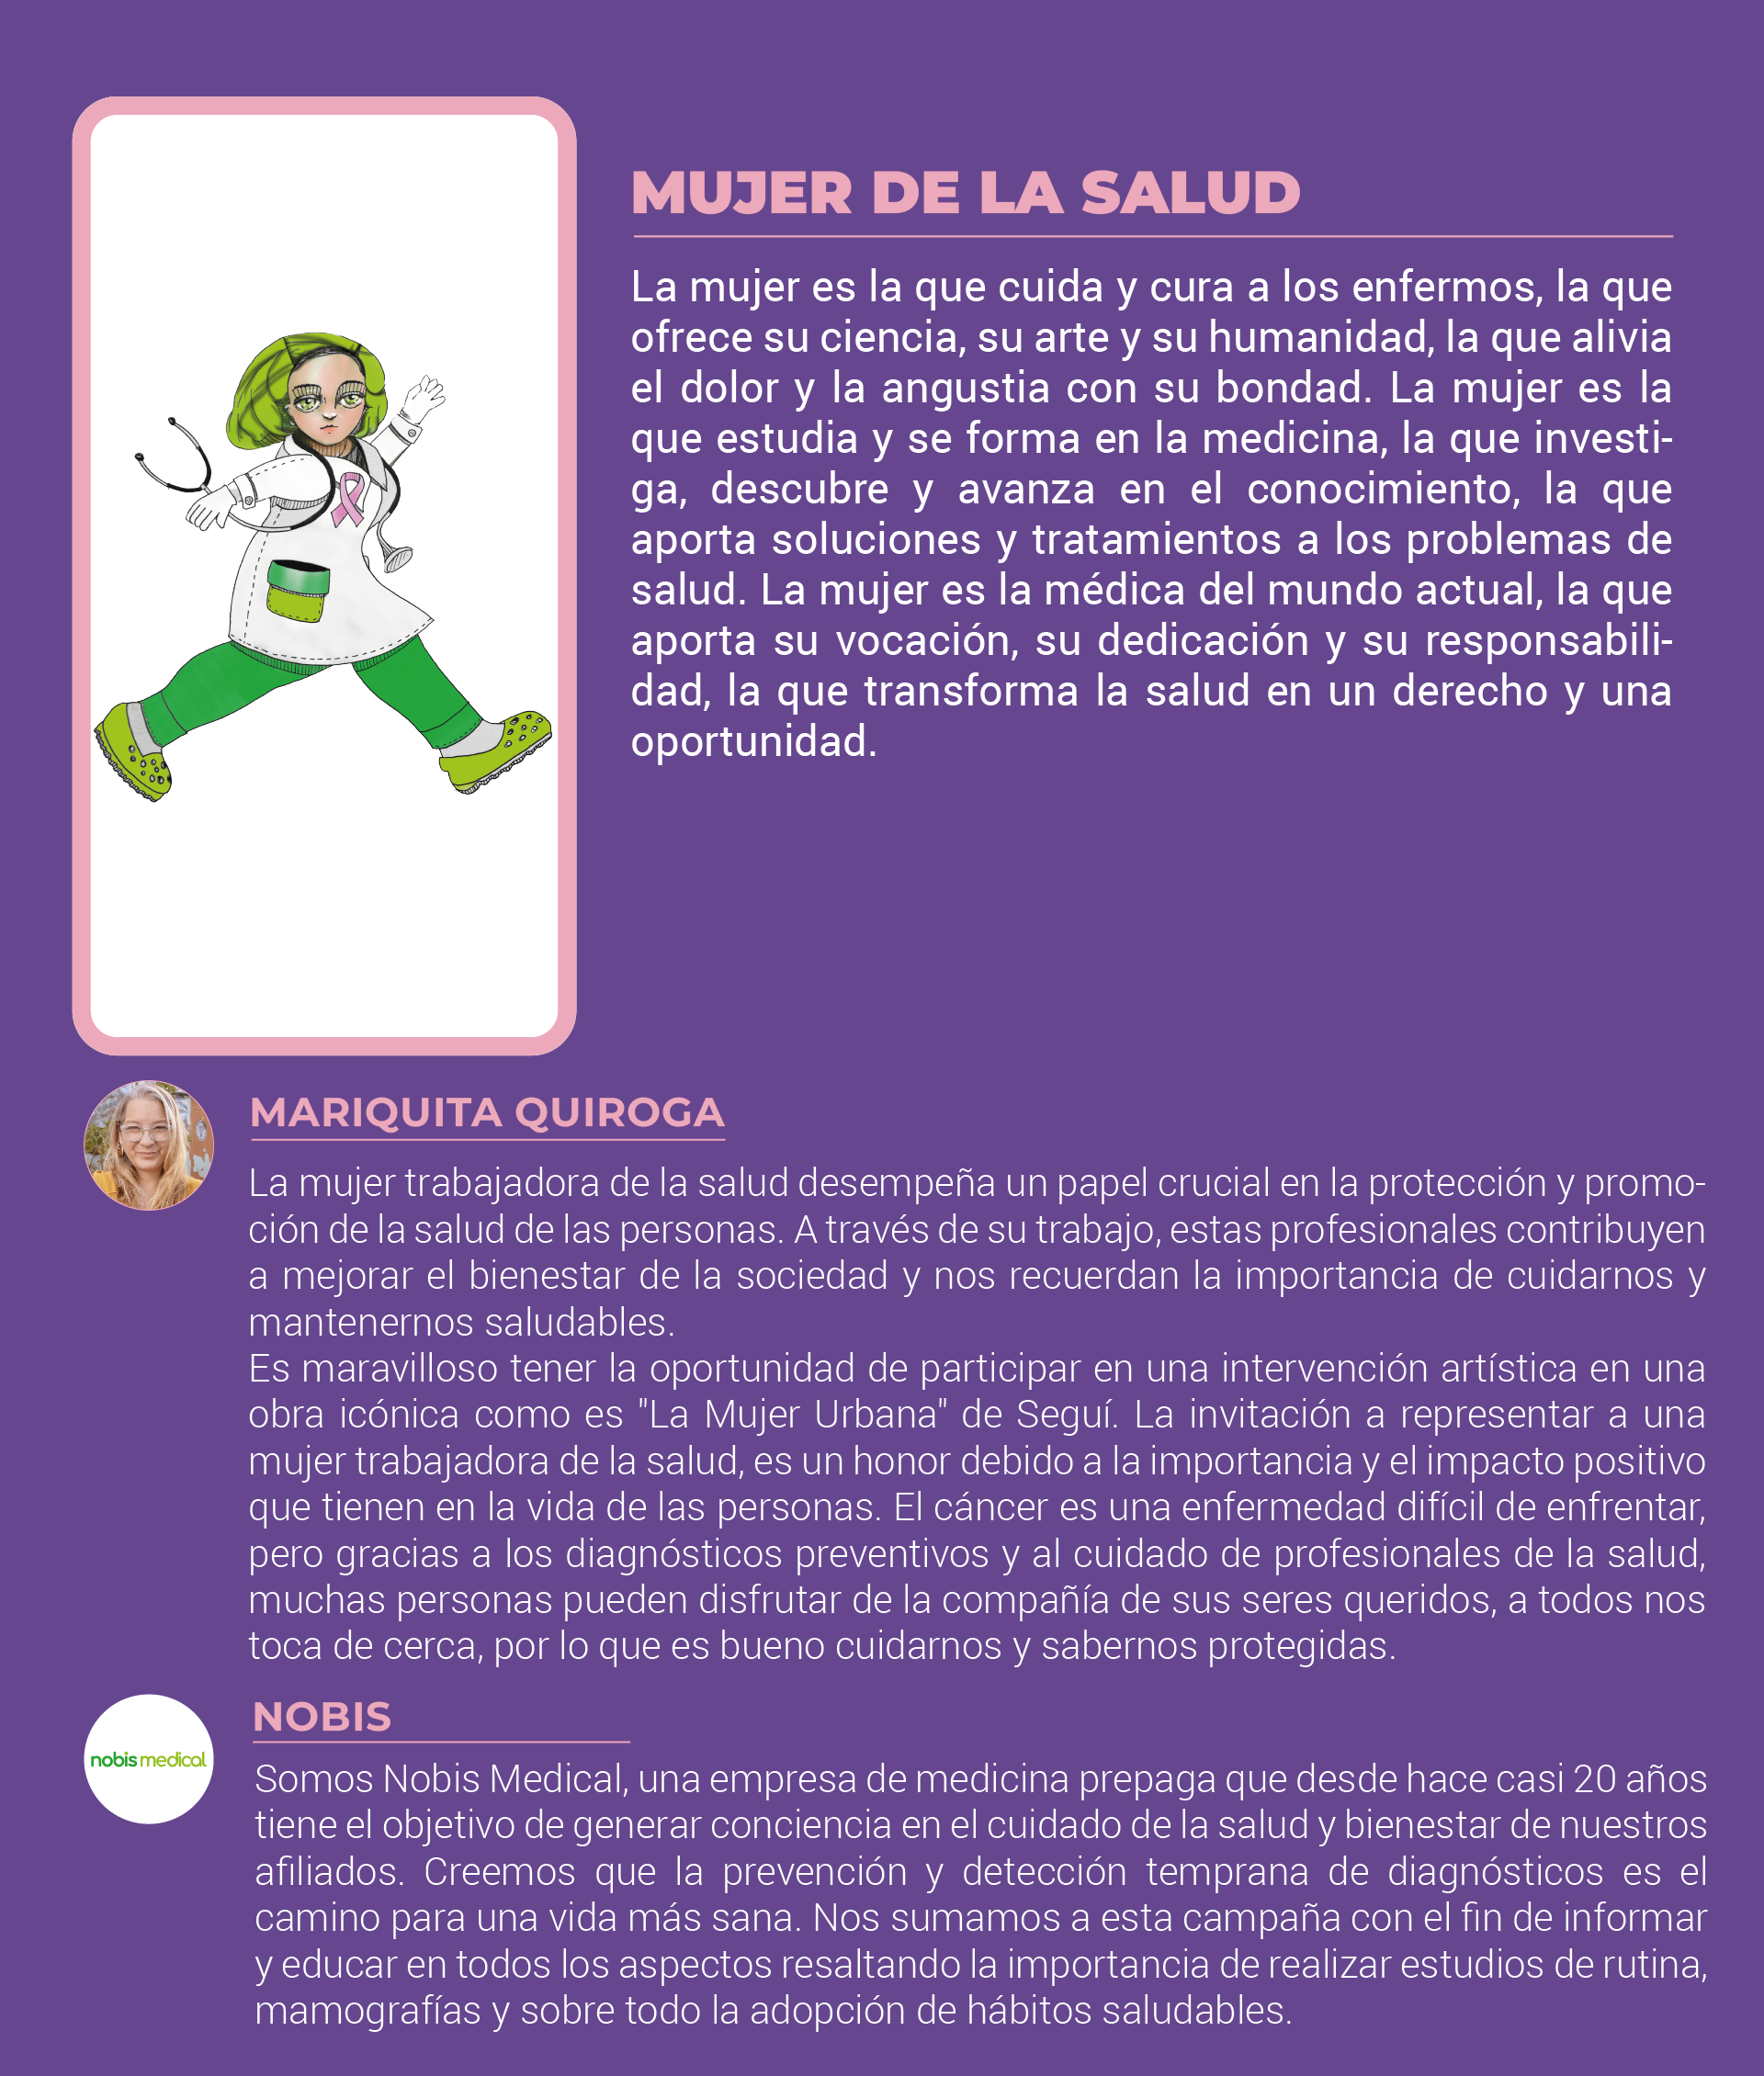 MUJER DE LA SALUD
La mujer es la que cuida y cura a los enfermos, la que
ofrece su ciencia, su arte y su humanidad, la que alivia
el dolor y la angustia con su bondad. La mujer es la
que estudia y se forma en la medicina, la que investi-
ga, descubre y avanza en el conocimiento, la que
aporta soluciones y tratamientos a los problemas de
salud. La mujer es la médica del mundo actual, la que
aporta su vocación, su dedicación y su responsabili-
dad, la que transforma la salud en un derecho y una
oportunidad.
MARIQUITA QUIROGA
La mujer trabajadora de la salud desempeña un papel crucial en la protección y promo-
ción de la salud de las personas. A través de su trabajo, estas profesionales contribuyen
a mejorar el bienestar de la sociedad y nos recuerdan la importancia de cuidarnos y
mantenernos saludables.
Es maravilloso tener la oportunidad de participar en una intervención artística en una
obra icónica como es "La Mujer Urbana" de Seguí. La invitación a representar a una
mujer trabajadora de la salud, es un honor debido a la importancia y el impacto positivo
que tienen en la vida de las personas. El cáncer es una enfermedad difícil de enfrentar,
pero gracias a los diagnósticos preventivos y al cuidado de profesionales de la salud,
muchas personas pueden disfrutar de la compañía de sus seres queridos, a todos nos
toca de cerca, por lo que es bueno cuidarnos y sabernos protegidas.
nobis medical
NOBIS
Somos Nobis Medical, una empresa de medicina prepaga que desde hace casi 20 años
tiene el objetivo de generar conciencia en el cuidado de la salud y bienestar de nuestros
afiliados. Creemos que la prevención y detección temprana de diagnósticos es el
camino para una vida más sana. Nos sumamos a esta campaña con el fin de informar
y educar en todos los aspectos resaltando la importancia de realizar estudios de rutina,
mamografías y sobre todo la adopción de hábitos saludables.